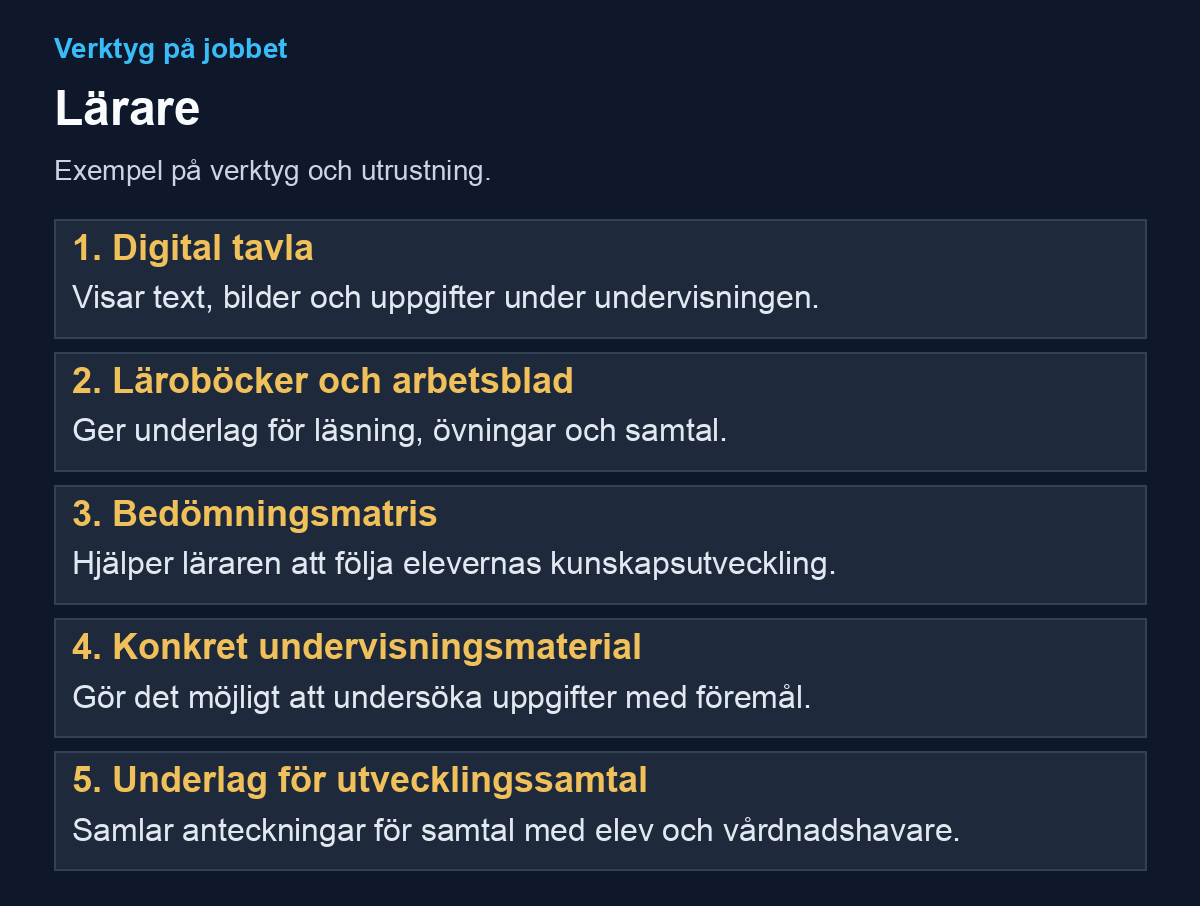 Verktyg på jobbet
Lärare
Exempel på verktyg och utrustning.
1. Digital tavla
Visar text, bilder och uppgifter under undervisningen.
2. Läroböcker och arbetsblad
Ger underlag för läsning, övningar och samtal.
3. Bedömningsmatris
Hjälper läraren att följa elevernas kunskapsutveckling.
4. Konkret undervisningsmaterial
Gör det möjligt att undersöka uppgifter med föremål.
5. Underlag för utvecklingssamtal
Samlar anteckningar för samtal med elev och vårdnadshavare.